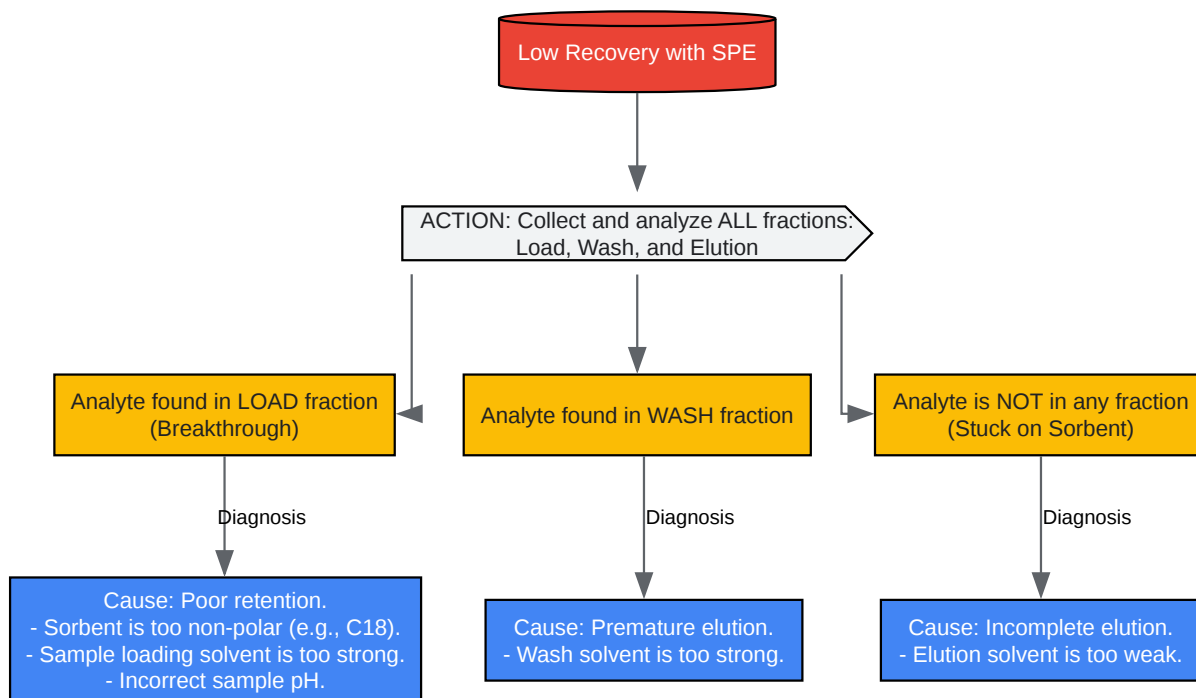 Low Recovery with SPE
ACTION: Collect and analyze ALL fractions:
Load, Wash, and Elution
Analyte found in LOAD fraction
(Breakthrough)
Analyte found in WASH fraction
Analyte is NOT in any fraction
(Stuck on Sorbent)
Diagnosis
Diagnosis
Diagnosis
Cause: Poor retention.
- Sorbent is too non-polar (e.g., C18).
- Sample loading solvent is too strong.
- Incorrect sample pH.
Cause: Premature elution.
- Wash solvent is too strong.
Cause: Incomplete elution.
- Elution solvent is too weak.